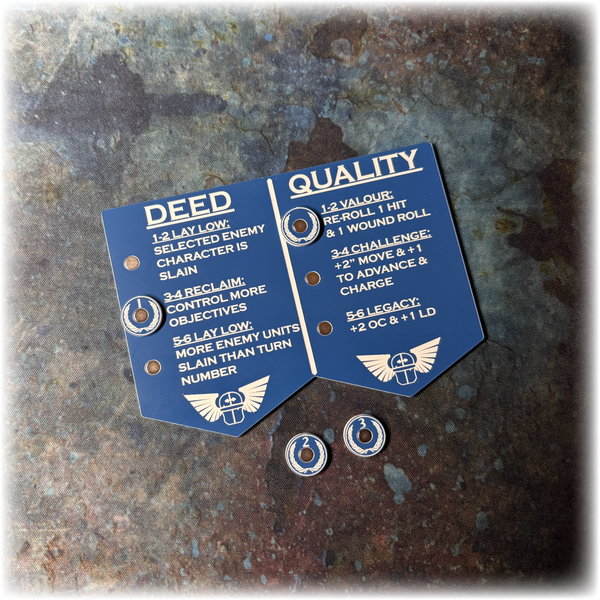 DEED
1-2 LAY LOW:
SELECTED ENEMY
CHARACTER IS
SLAIN
3-4 RECLAIM:
CONTROL MORE
OBJECTIVES
5-6 LAY LOW:
MORE ENEMY UNITS
SLAIN THAN TURN
NUMBER
1
QUALITY
1-2 VALOUR:
RE-ROLL 1 HIT
& 1 WOUND ROLL
3-4 CHALLENGE:
+2" MOVE & +1
TO ADVANCE &
CHARGE
5-6 LEGACY:
+2 OC & +1 LD
2
3